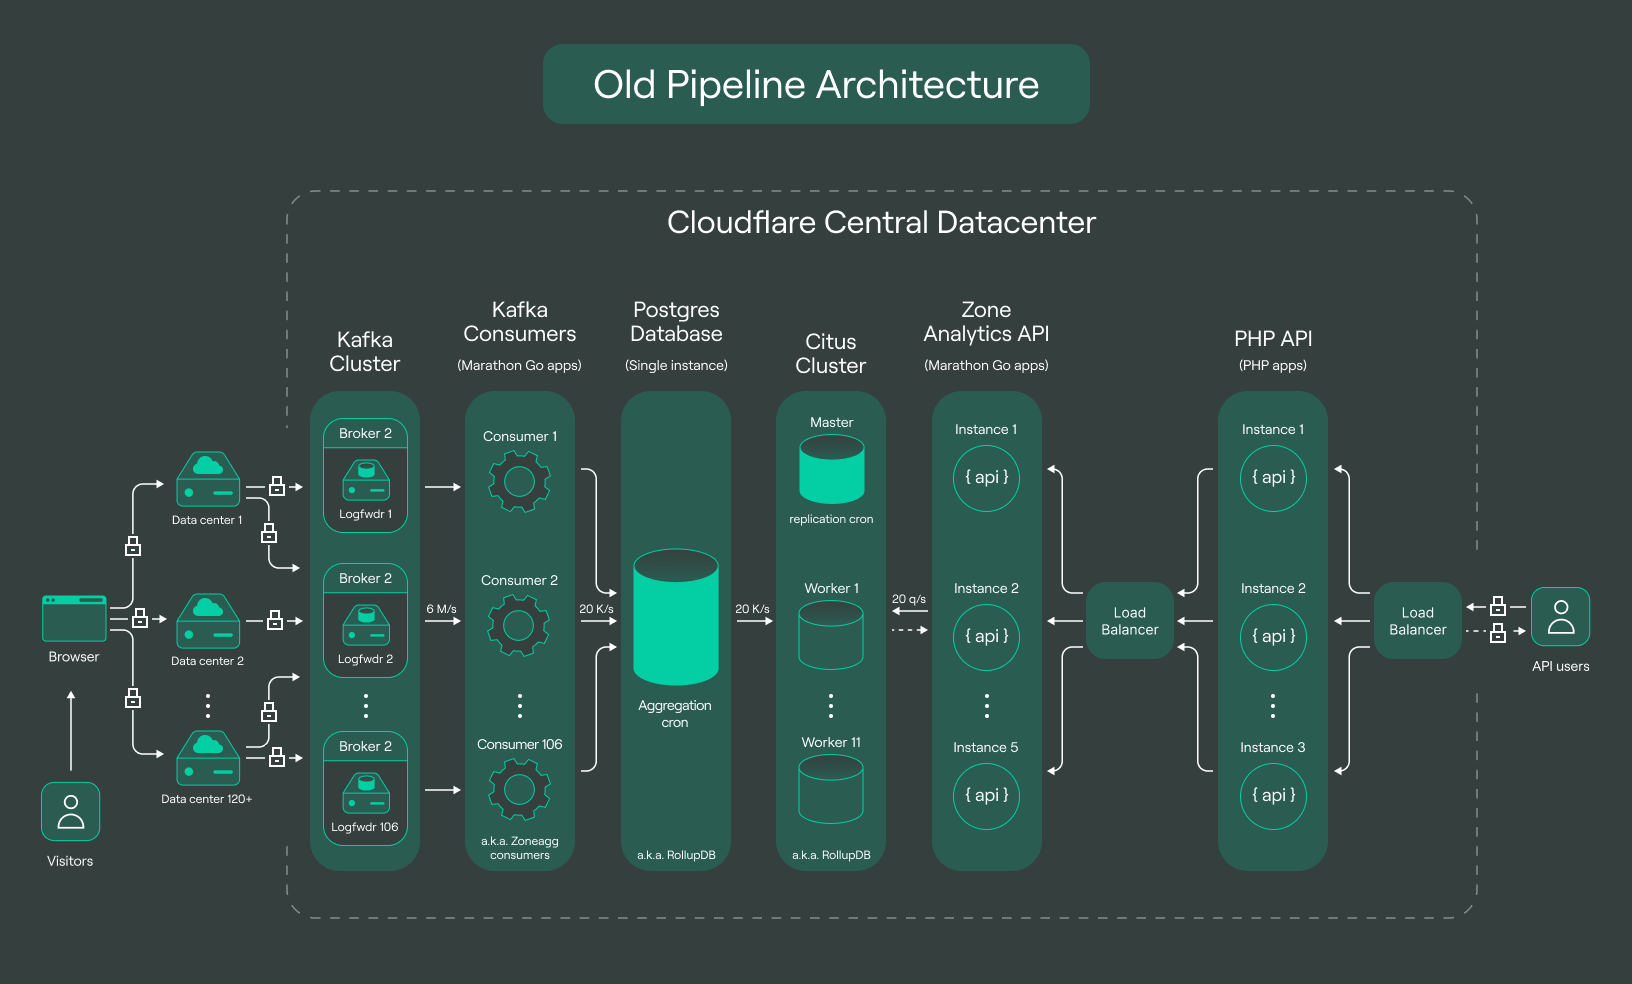 Old Pipeline Architecture
Cloudflare Central Datacenter
Kafka
Cluster
Kafka
Consumers
(Marathon Go apps)
Postgres
Database
(Single instance)
Citus
Cluster
Zone
Analytics API
(Marathon Go apps)
PHP API
(PHP apps)
Browser
Visitors
Data center 1
Data center 2
Data center 120+
Broker 2
Logfwdr 1
Broker 2
Logfwdr 2
Broker 2
Logfwdr 106
6 M/s
Consumer 1
Consumer 2
Consumer 106
a.k.a. Zoneagg
consumers
20 K/s
Aggregation
cron
a.k.a. RollupDB
20 K/s
Master
replication cron
Worker 1
Worker 11
a.k.a. RollupDB
20 q/s
Instance 1
{ api }
Instance 2
{ api }
Instance 5
{ api }
Load
Balancer
Instance 1
{ api }
Instance 2
{ api }
Instance 3
{ api }
Load
Balancer
API users